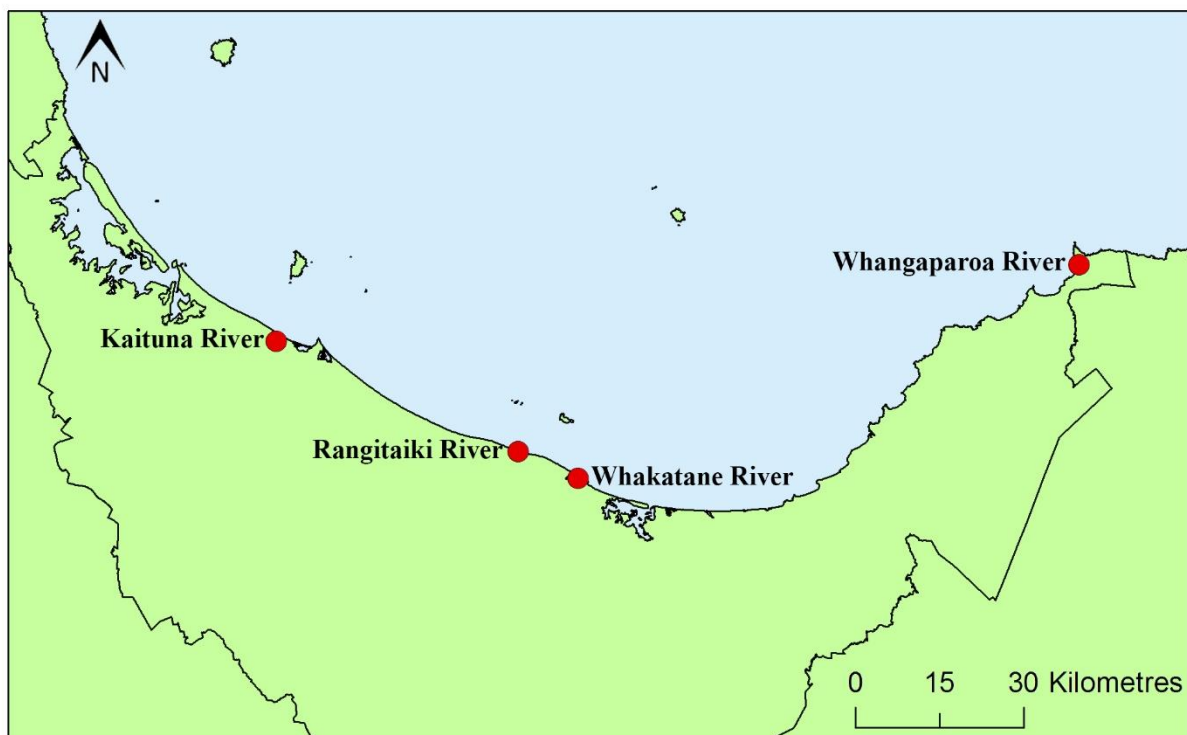 N
Whangaparoa River
Kaituna River
Rangitaiki River
Whakatane River
0 15 30 Kilometres